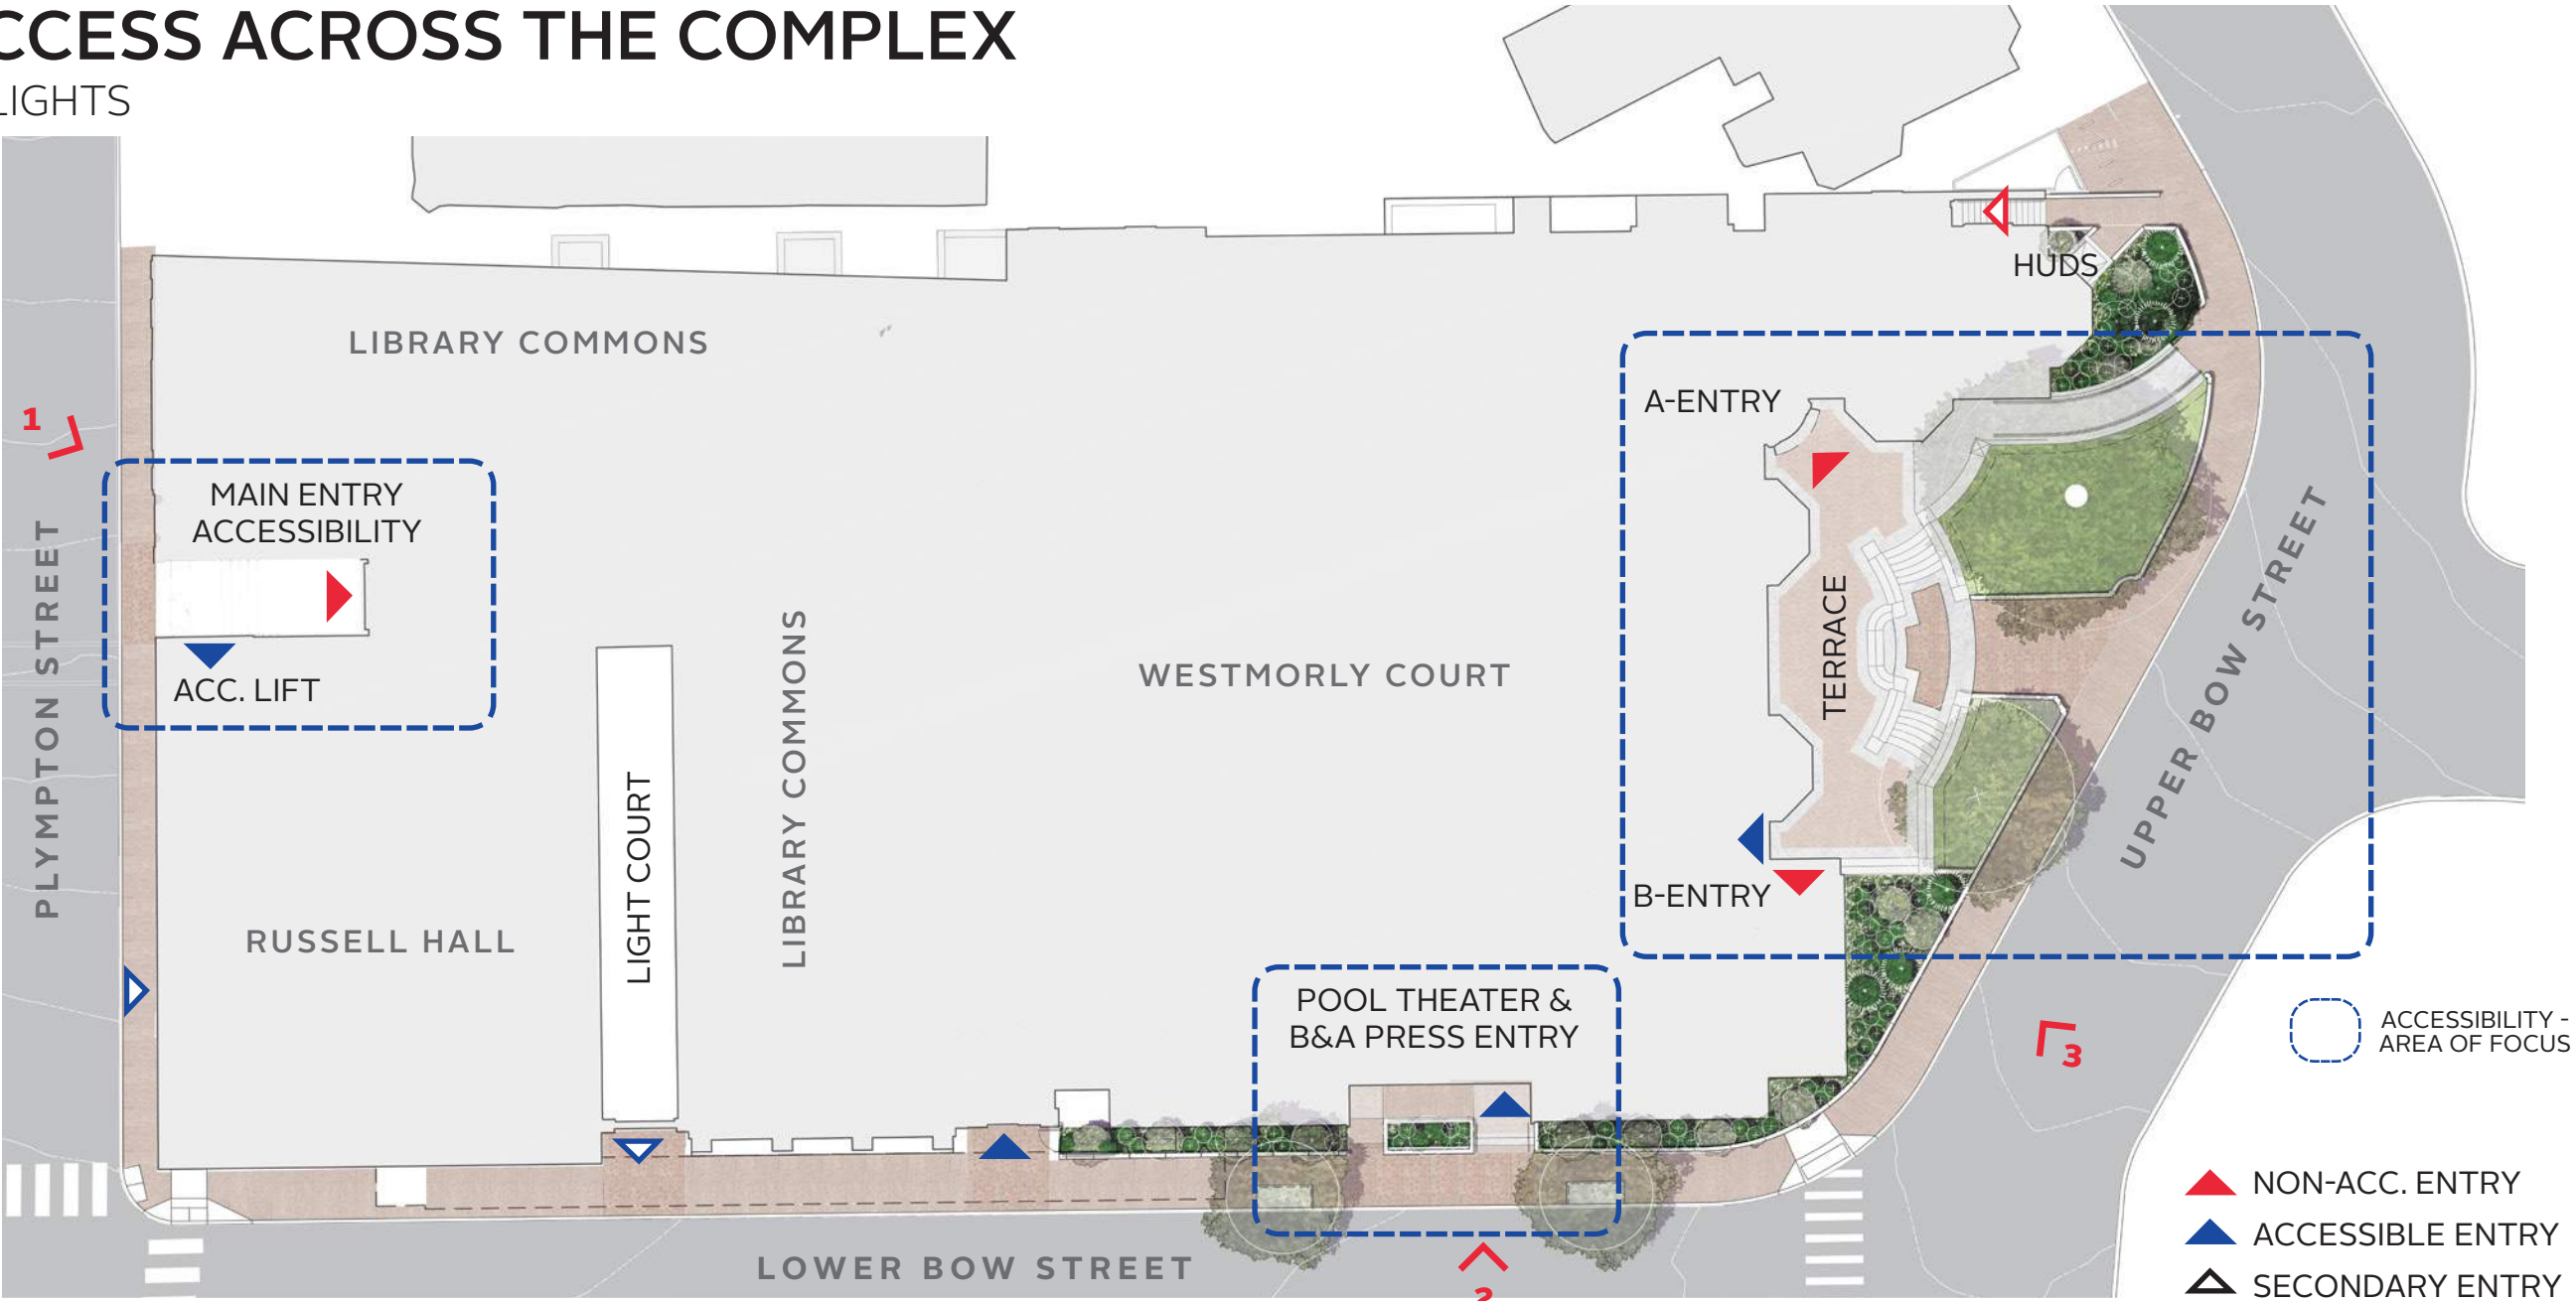 CCESS ACROSS THE COMPLEX
LIGHTS
HUDS
LIBRARY COMMONS
A-ENTRY
1
MAIN ENTRY
ACCESSIBILITY
ACC. LIFT
PLYMPTON STREET
LIBRARY COMMONS
WESTMORLY COURT
TERRACE
UPPER BOW STREET
LIGHT COURT
RUSSELL HALL
B-ENTRY
POOL THEATER &
B&A PRESS ENTRY
3
ACCESSIBILITY -
AREA OF FOCUS
NON-ACC. ENTRY
ACCESSIBLE ENTRY
SECONDARY ENTRY
LOWER BOW STREET
2